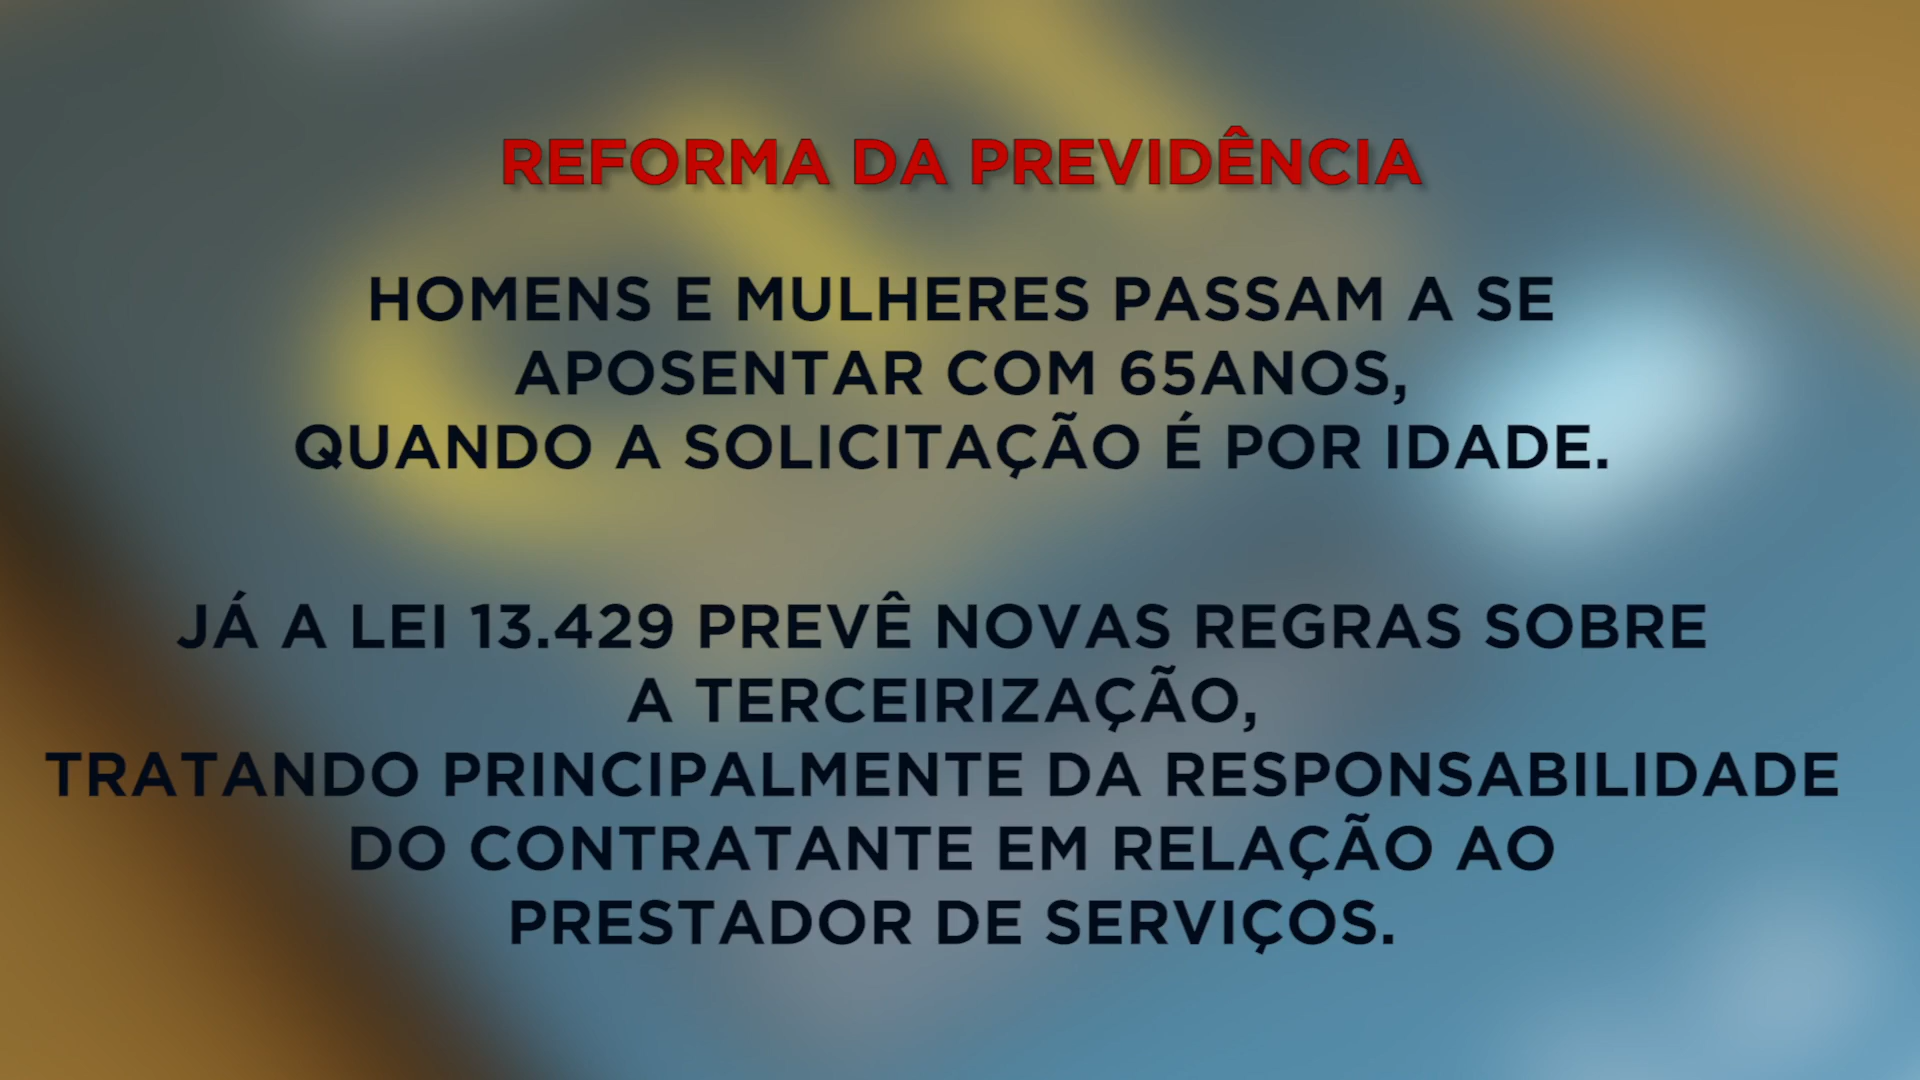 REFORMA DA PREVIDÊNCIA
HOMENS E MULHERES PASSAM A SE
APOSENTAR COM 65ANOS,
QUANDO A SOLICITAÇÃO É POR IDADE.
JÁ A LEI 13.429 PREVÊ NOVAS REGRAS SOBRE
A TERCEIRIZAÇÃO,
TRATANDO PRINCIPALMENTE DA RESPONSABILIDADE
DO CONTRATANTE EM RELAÇÃO AO
PRESTADOR DE SERVIÇOS.